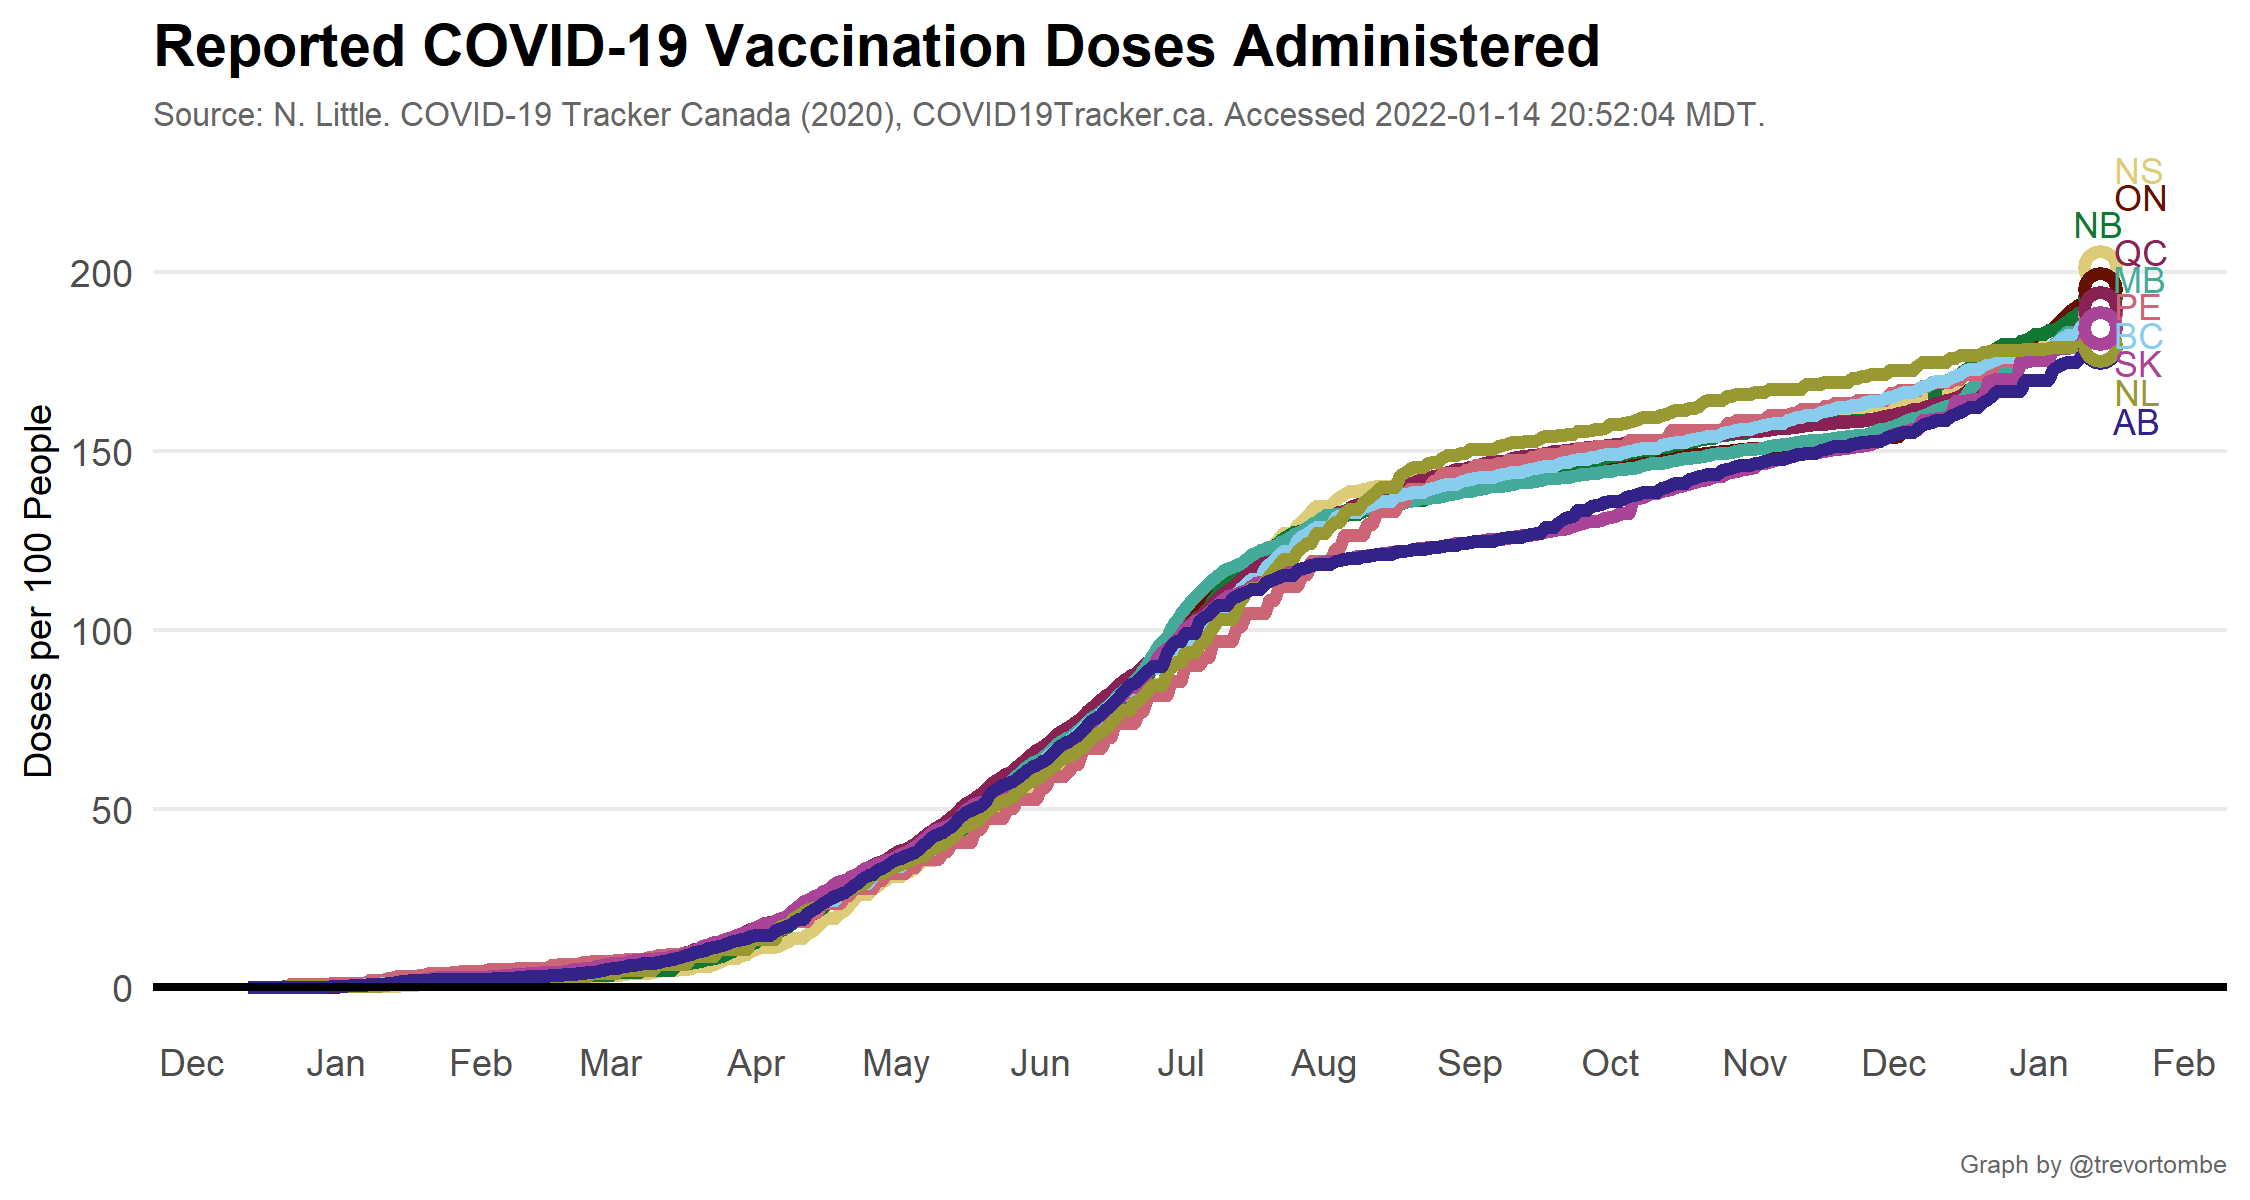 Reported COVID-19 Vaccination Doses Administered
Source: N. Little. COVID-19 Tracker Canada (2020), COVID19Tracker.ca. Accessed 2022-01-14 20:52:04 MDT.
NS
ON
NB
QC
MB
PE
BC
SK
NL
AB
200
150
100
50
0
Doses per 100 People
Dec Jan Feb Mar Apr May Jun Jul Aug Sep Oct Nov Dec Jan Feb
Graph by @trevortombe